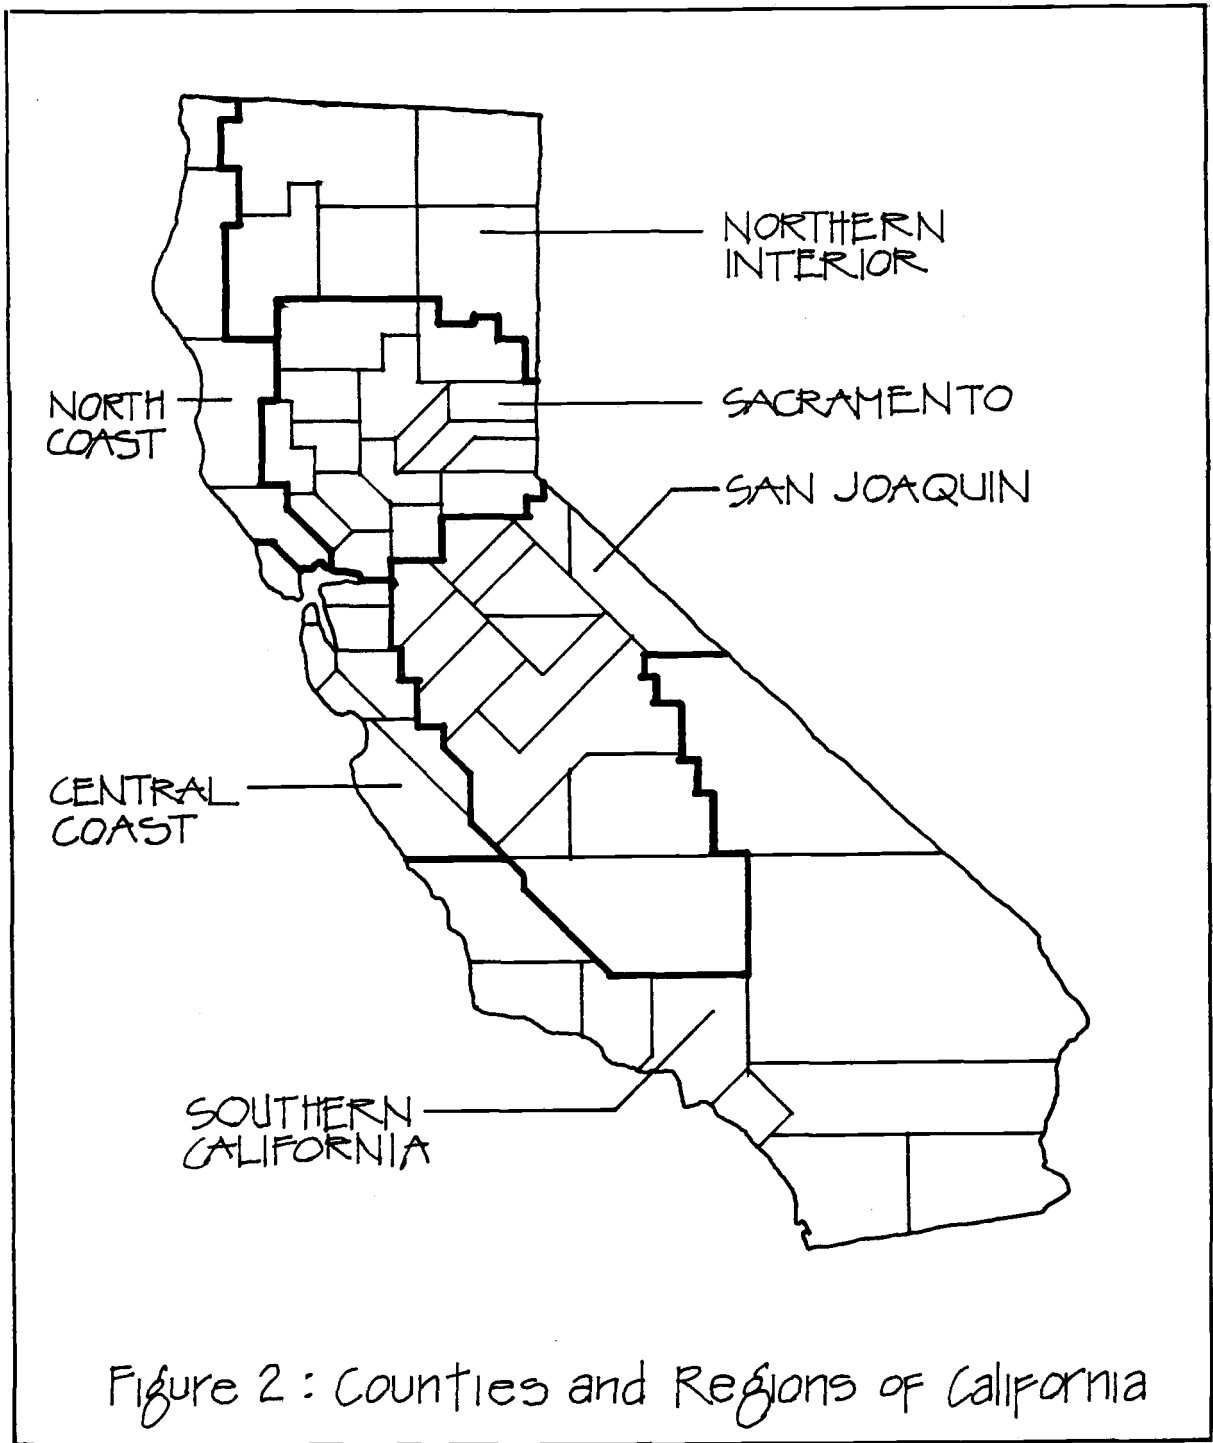 NORTHERN
INTERIOR
NORTH
COAST
SACRAMENTO
SAN JOAQUIN
CENTRAL
COAST
SOUTHERN
CALIFORNIA
Figure 2 : Counties and Regions of California